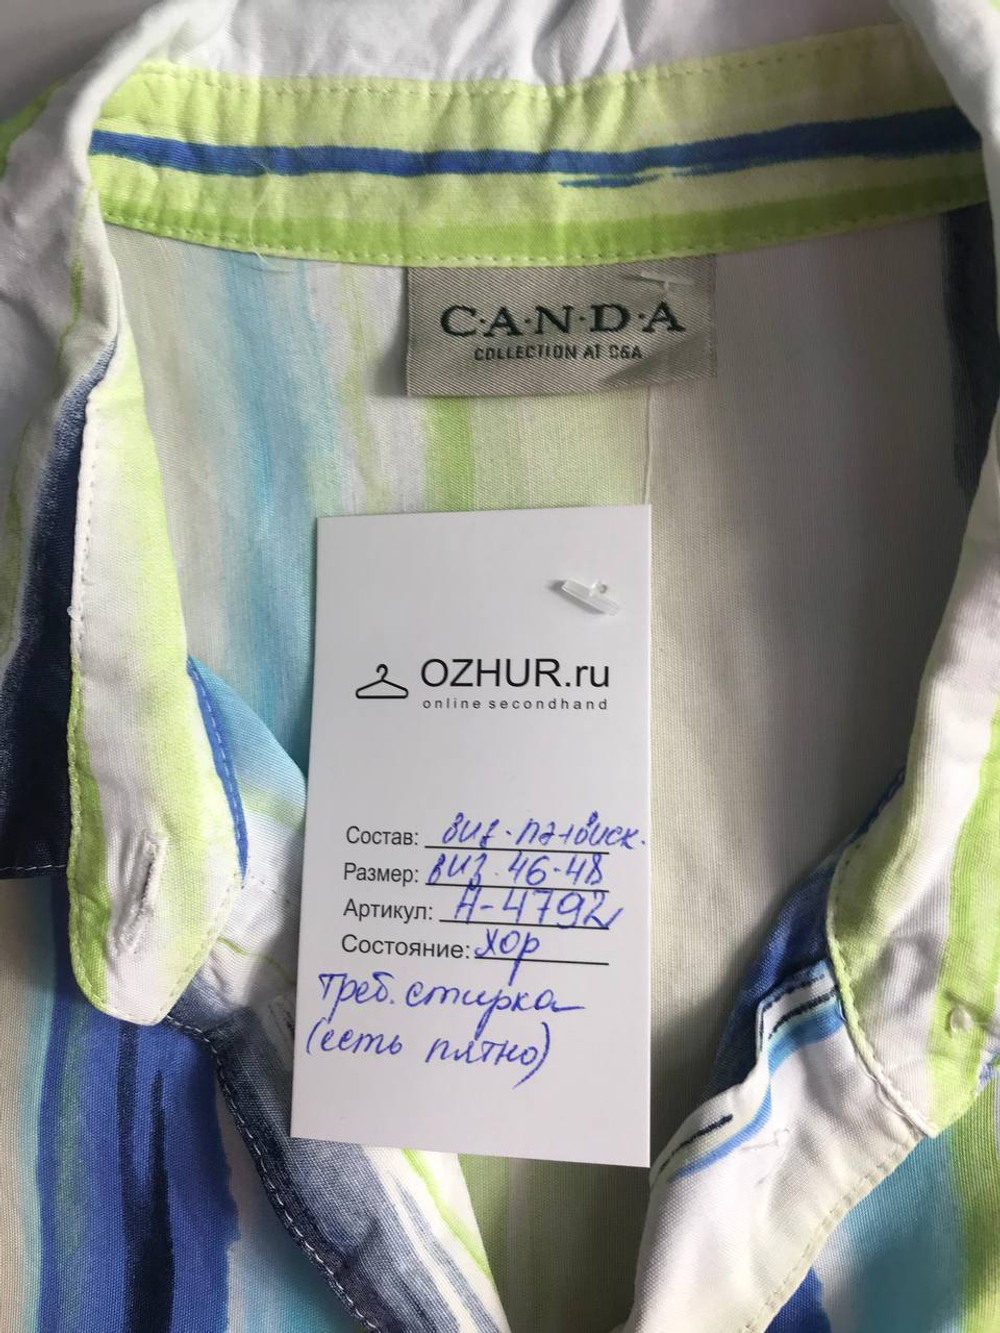 C·A·N·D·A
COLLECTION AT C&A
OZHUR.ru
online secondhand
Состав: виз. пэ+виск.
Размер: виз. 46-48
Артикул: Н-4792
Состояние: хор
треб. стирка
(есть пятно)